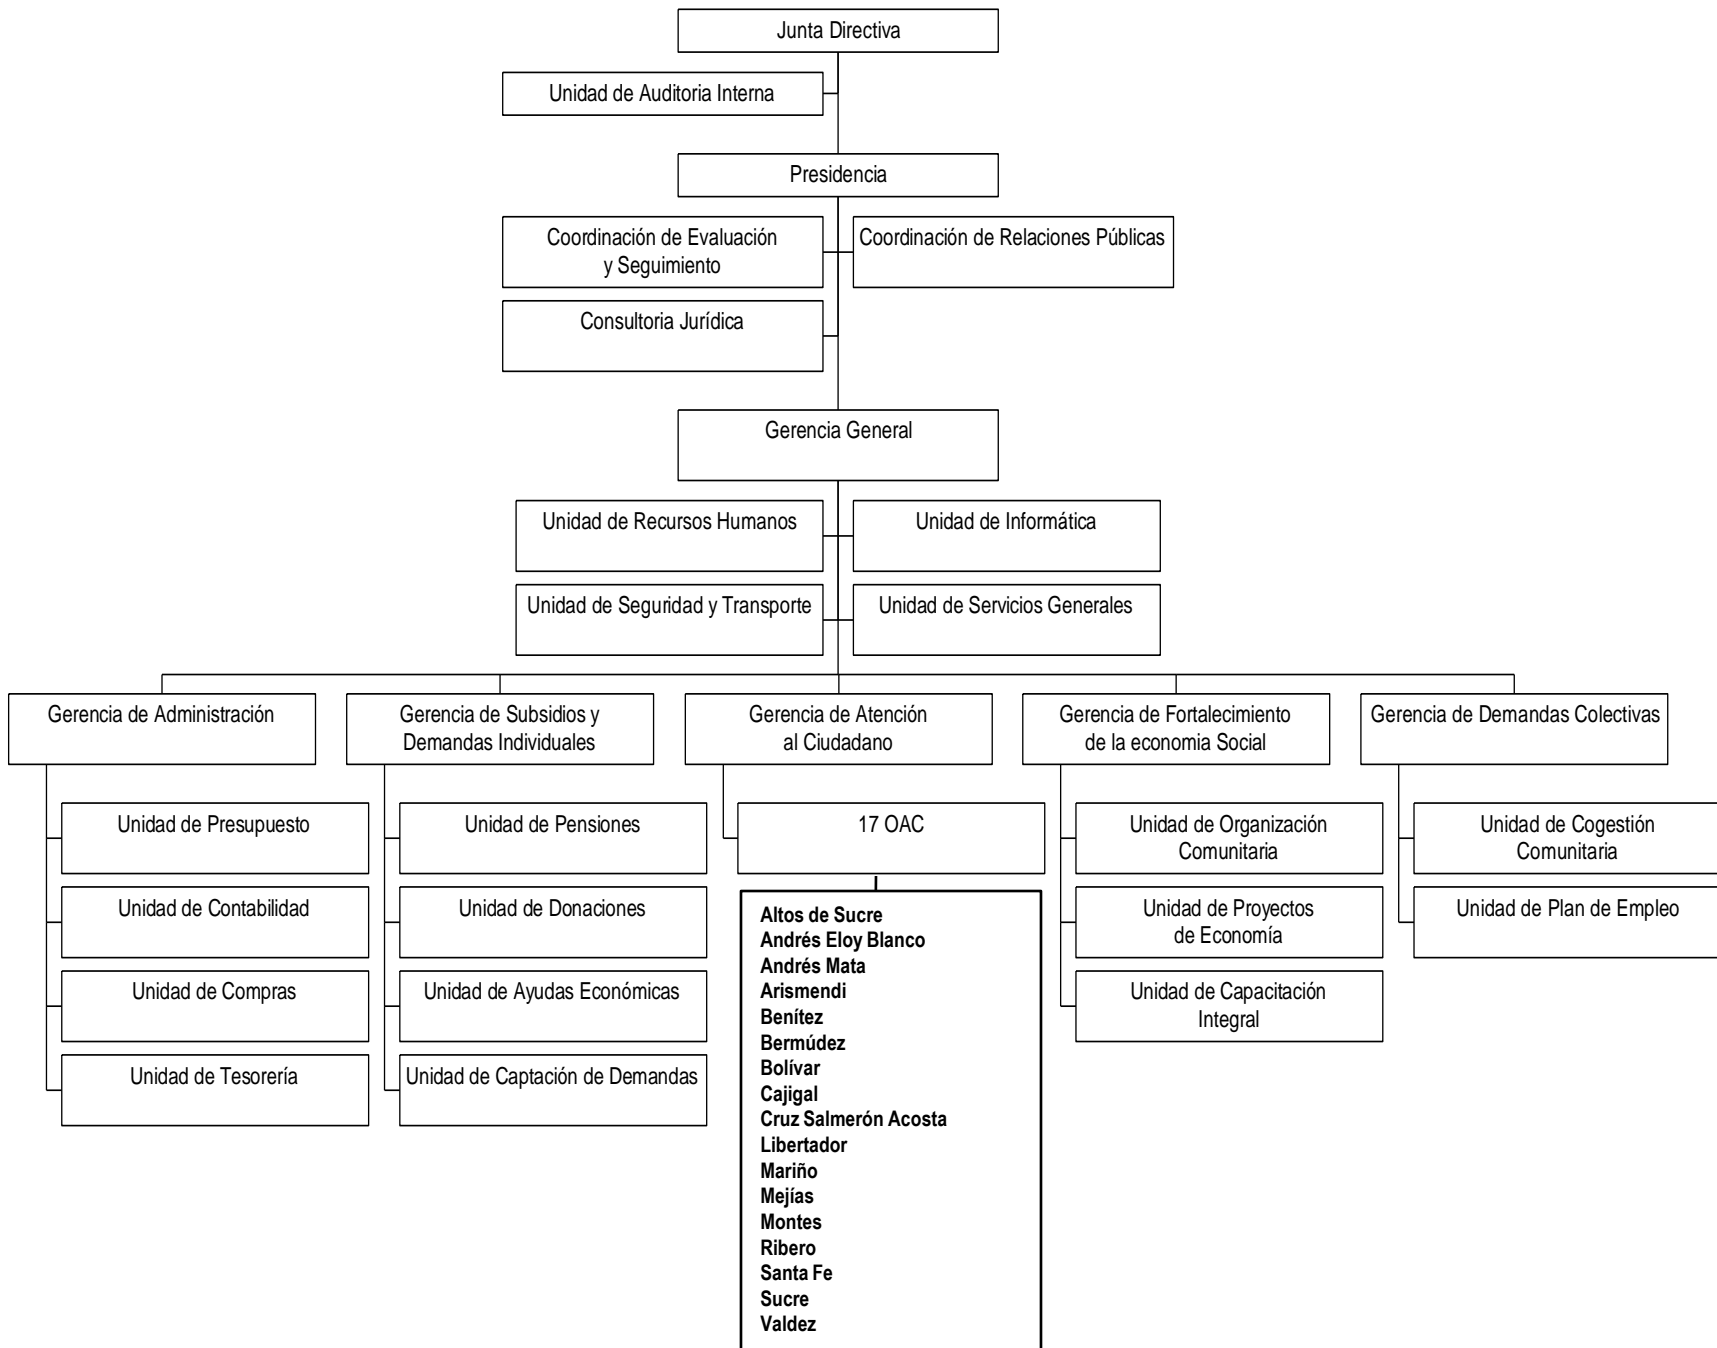 Junta Directiva
Unidad de Auditoria Interna
Presidencia
Coordinación de Evaluación
y Seguimiento
Coordinación de Relaciones Públicas
Consultoria Jurídica
Gerencia General
Unidad de Recursos Humanos
Unidad de Informática
Unidad de Seguridad y Transporte
Unidad de Servicios Generales
Gerencia de Administración
Unidad de Presupuesto
Unidad de Contabilidad
Unidad de Compras
Unidad de Tesorería
Gerencia de Subsidios y
Demandas Individuales
Unidad de Pensiones
Unidad de Donaciones
Unidad de Ayudas Económicas
Unidad de Captación de Demandas
Gerencia de Atención
al Ciudadano
17 OAC
Altos de Sucre
Andrés Eloy Blanco
Andrés Mata
Arismendi
Benítez
Bermúdez
Bolívar
Cajigal
Cruz Salmerón Acosta
Libertador
Mariño
Mejías
Montes
Ribero
Santa Fe
Sucre
Valdez
Gerencia de Fortalecimiento
de la economia Social
Unidad de Organización
Comunitaria
Unidad de Proyectos
de Economía
Unidad de Capacitación
Integral
Gerencia de Demandas Colectivas
Unidad de Cogestión
Comunitaria
Unidad de Plan de Empleo